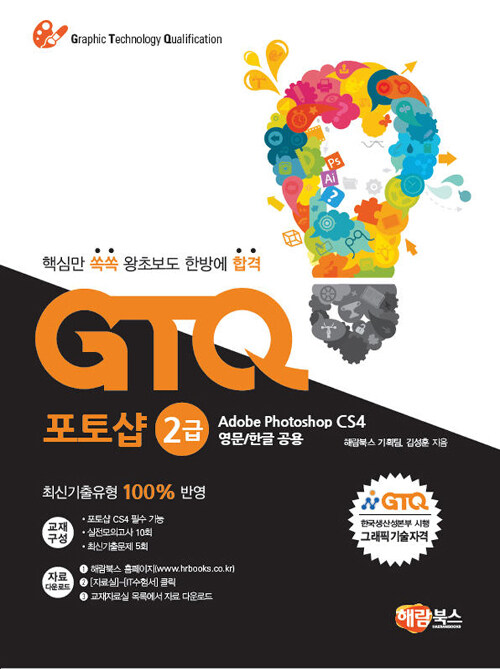 Graphic Technology Qualification
Ps
Ai
?
핵심만 쏙쏙 왕초보도 한방에 합격
GTQ
포토샵 2급 Adobe Photoshop CS4
영문/한글 공용
해람북스 기획팀, 김성훈 지음
최신기출유형 100% 반영
교재
구성
• 포토샵 CS4 필수 기능
• 실전모의고사 10회
• 최신기출문제 5회
자료
다운로드
❶ 해람북스 홈페이지(www.hrbooks.co.kr)
❷ [자료실]-[IT수험서] 클릭
❸ 교재자료실 목록에서 자료 다운로드
GTQ
한국생산성본부 시행
그래픽기술자격
해람북스
HAERAMBOOKS